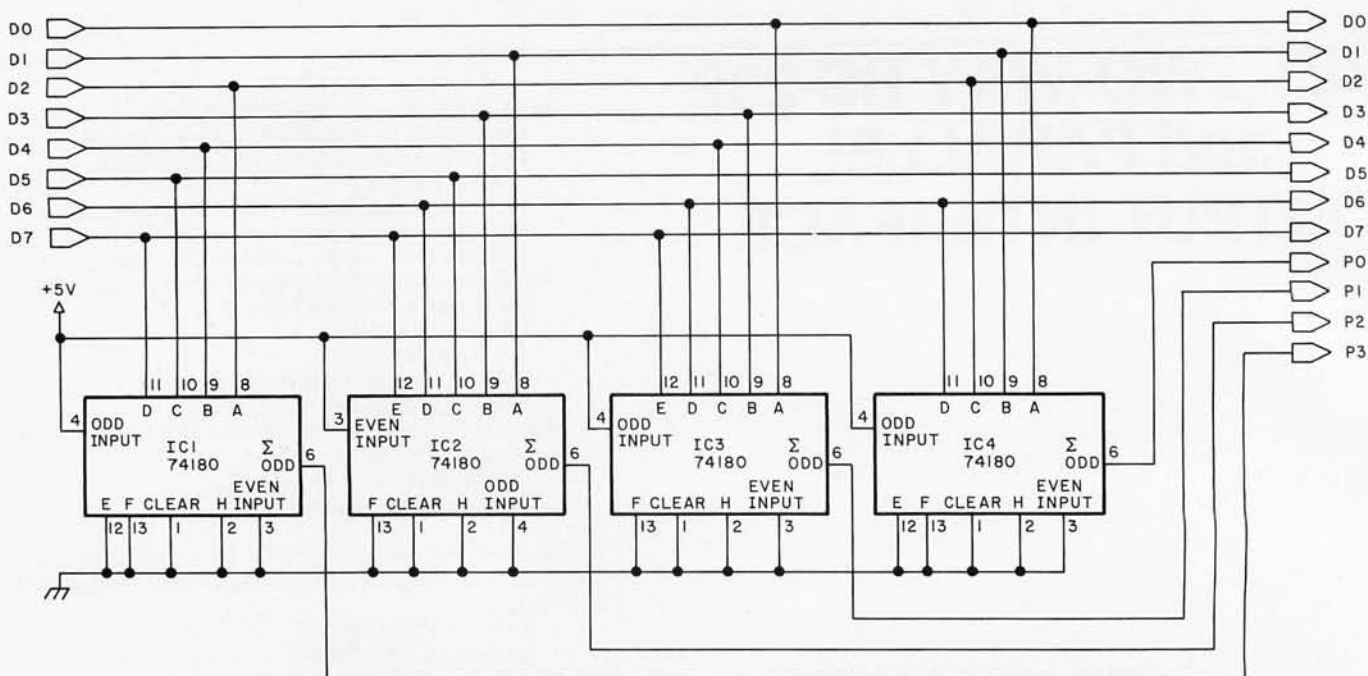 D0 D0
D1 D1
D2 D2
D3 D3
D4 D4
D5 D5
D6 D6
D7 D7
P0
+5V P1
P2
P3
11 10 9 8 12 11 10 9 8 12 11 10 9 8 11 10 9 8
D C B A E D C B A E D C B A D C B A
4 ODD INPUT 3 EVEN INPUT 4 ODD INPUT 4 ODD INPUT
IC1 Σ IC2 Σ IC3 Σ IC4 Σ
74180 ODD 6 74180 ODD 6 74180 ODD 6 74180 ODD 6
EVEN ODD EVEN EVEN
E F CLEAR H INPUT F CLEAR H INPUT F CLEAR H INPUT E F CLEAR H INPUT
12 13 1 2 3 13 1 2 4 13 1 2 3 12 13 1 2 3